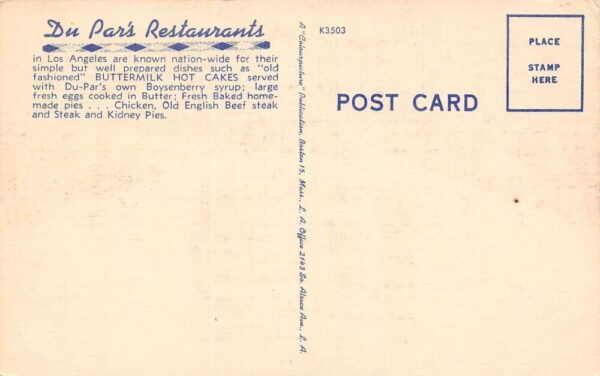 Du Par's Restaurants
in Los Angeles are known nation-wide for their
simple but well prepared dishes such as "old
fashioned" BUTTERMILK HOT CAKES served
with Du-Par's own Boysenberry syrup; large
fresh eggs cooked in Butter; Fresh Baked home-
made pies . . . Chicken, Old English Beef steak
and Steak and Kidney Pies.
A "Colourpicture" Publication, Boston 15, Mass., L. A. Office 2143 So. Alsace Ave., L. A.
K3503
POST CARD
PLACE
STAMP
HERE